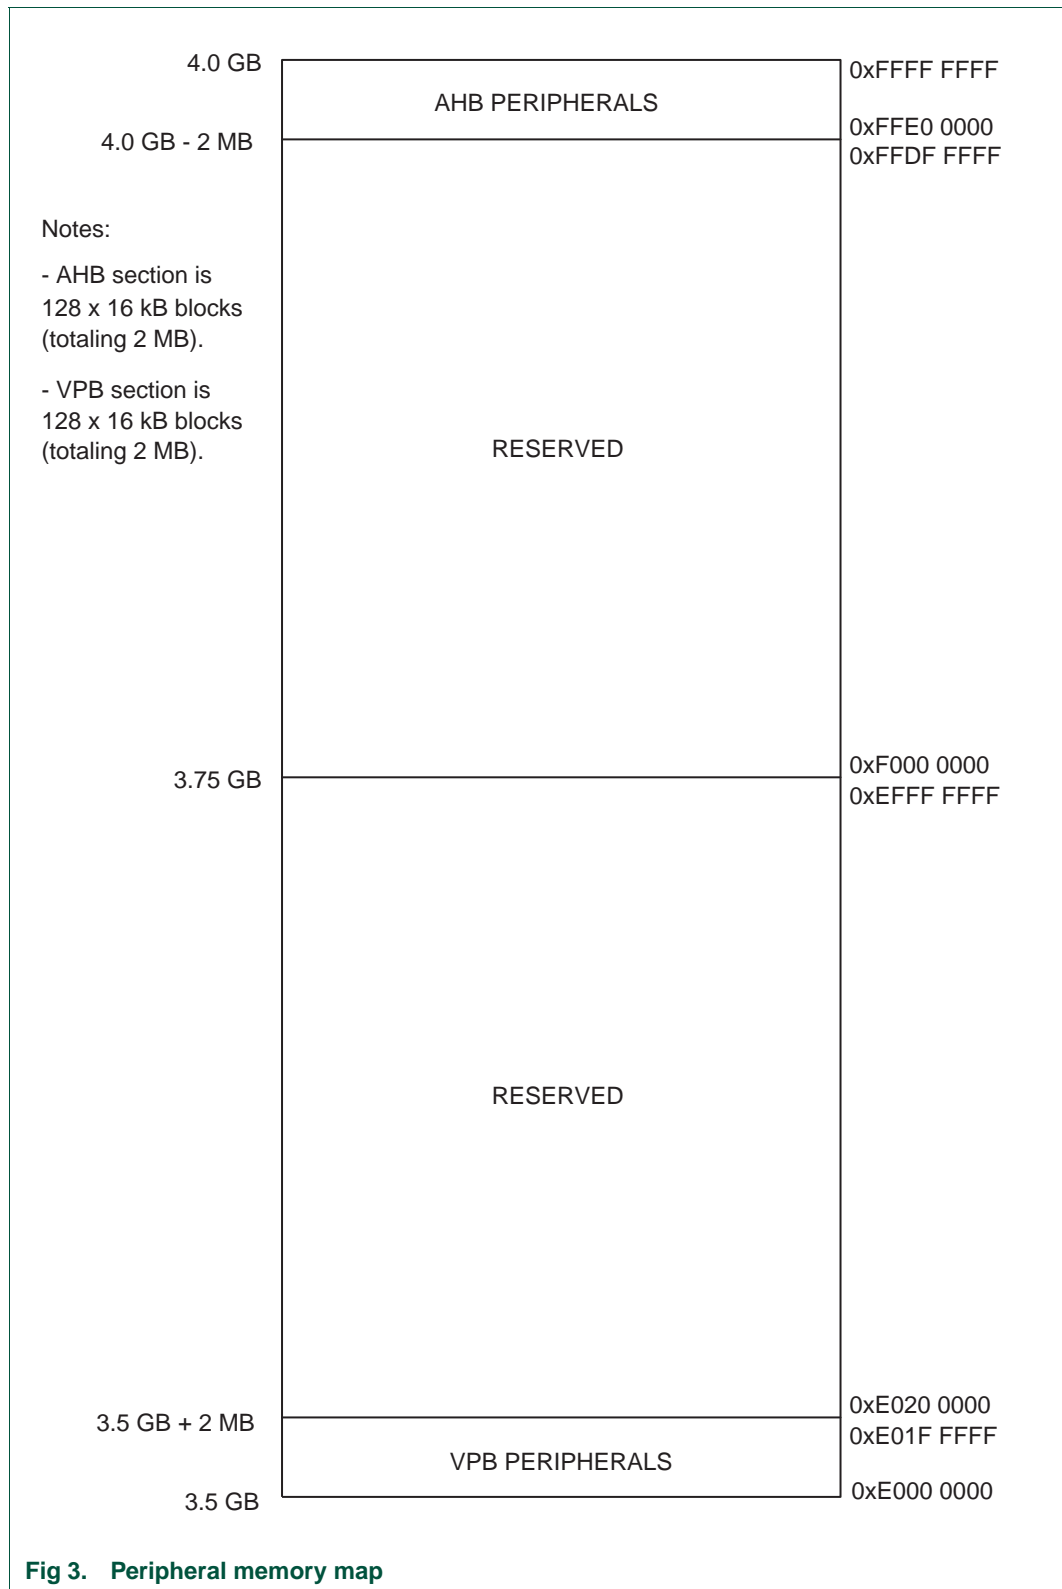 4.0 GB
0xFFFF FFFF
AHB PERIPHERALS
4.0 GB - 2 MB
0xFFE0 0000
0xFFDF FFFF
Notes:
- AHB section is
128 x 16 kB blocks
(totaling 2 MB).
- VPB section is
128 x 16 kB blocks
(totaling 2 MB).
RESERVED
3.75 GB
0xF000 0000
0xEFFF FFFF
RESERVED
3.5 GB + 2 MB
0xE020 0000
0xE01F FFFF
VPB PERIPHERALS
3.5 GB
0xE000 0000
Fig 3. Peripheral memory map